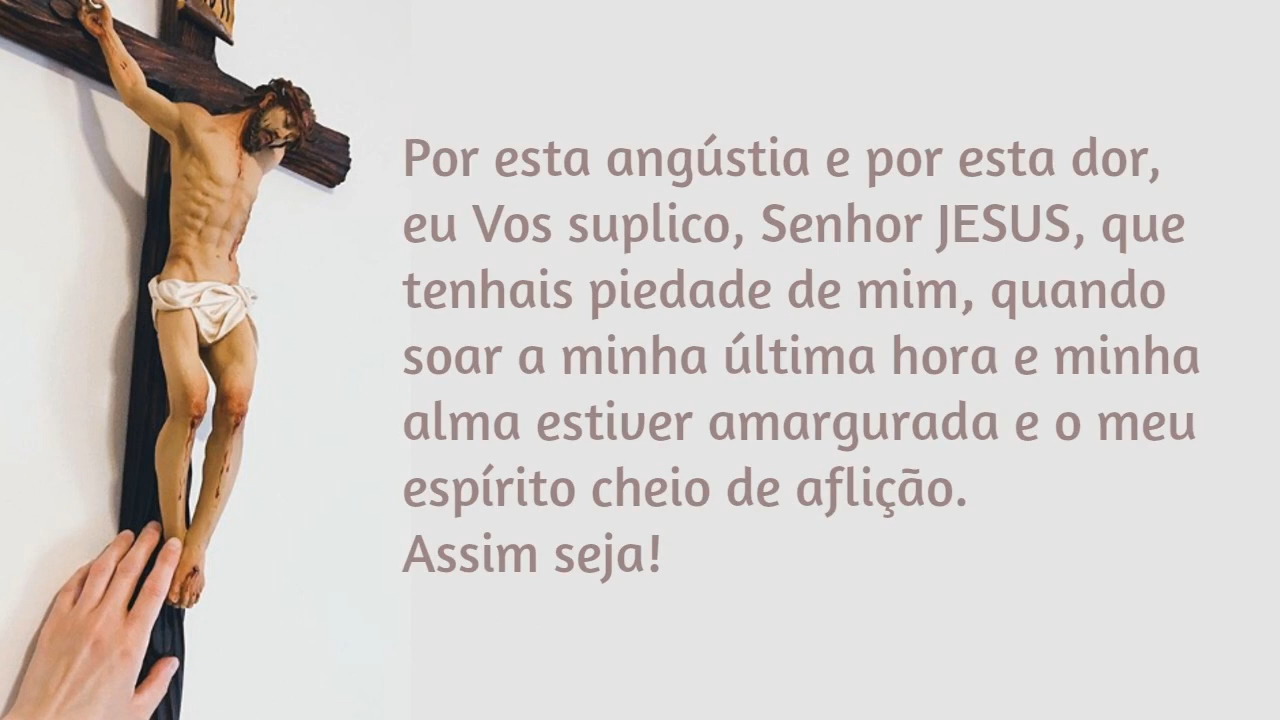 Por esta angústia e por esta dor,
eu Vos suplico, Senhor JESUS, que
tenhais piedade de mim, quando
soar a minha última hora e minha
alma estiver amargurada e o meu
espírito cheio de aflição.
Assim seja!